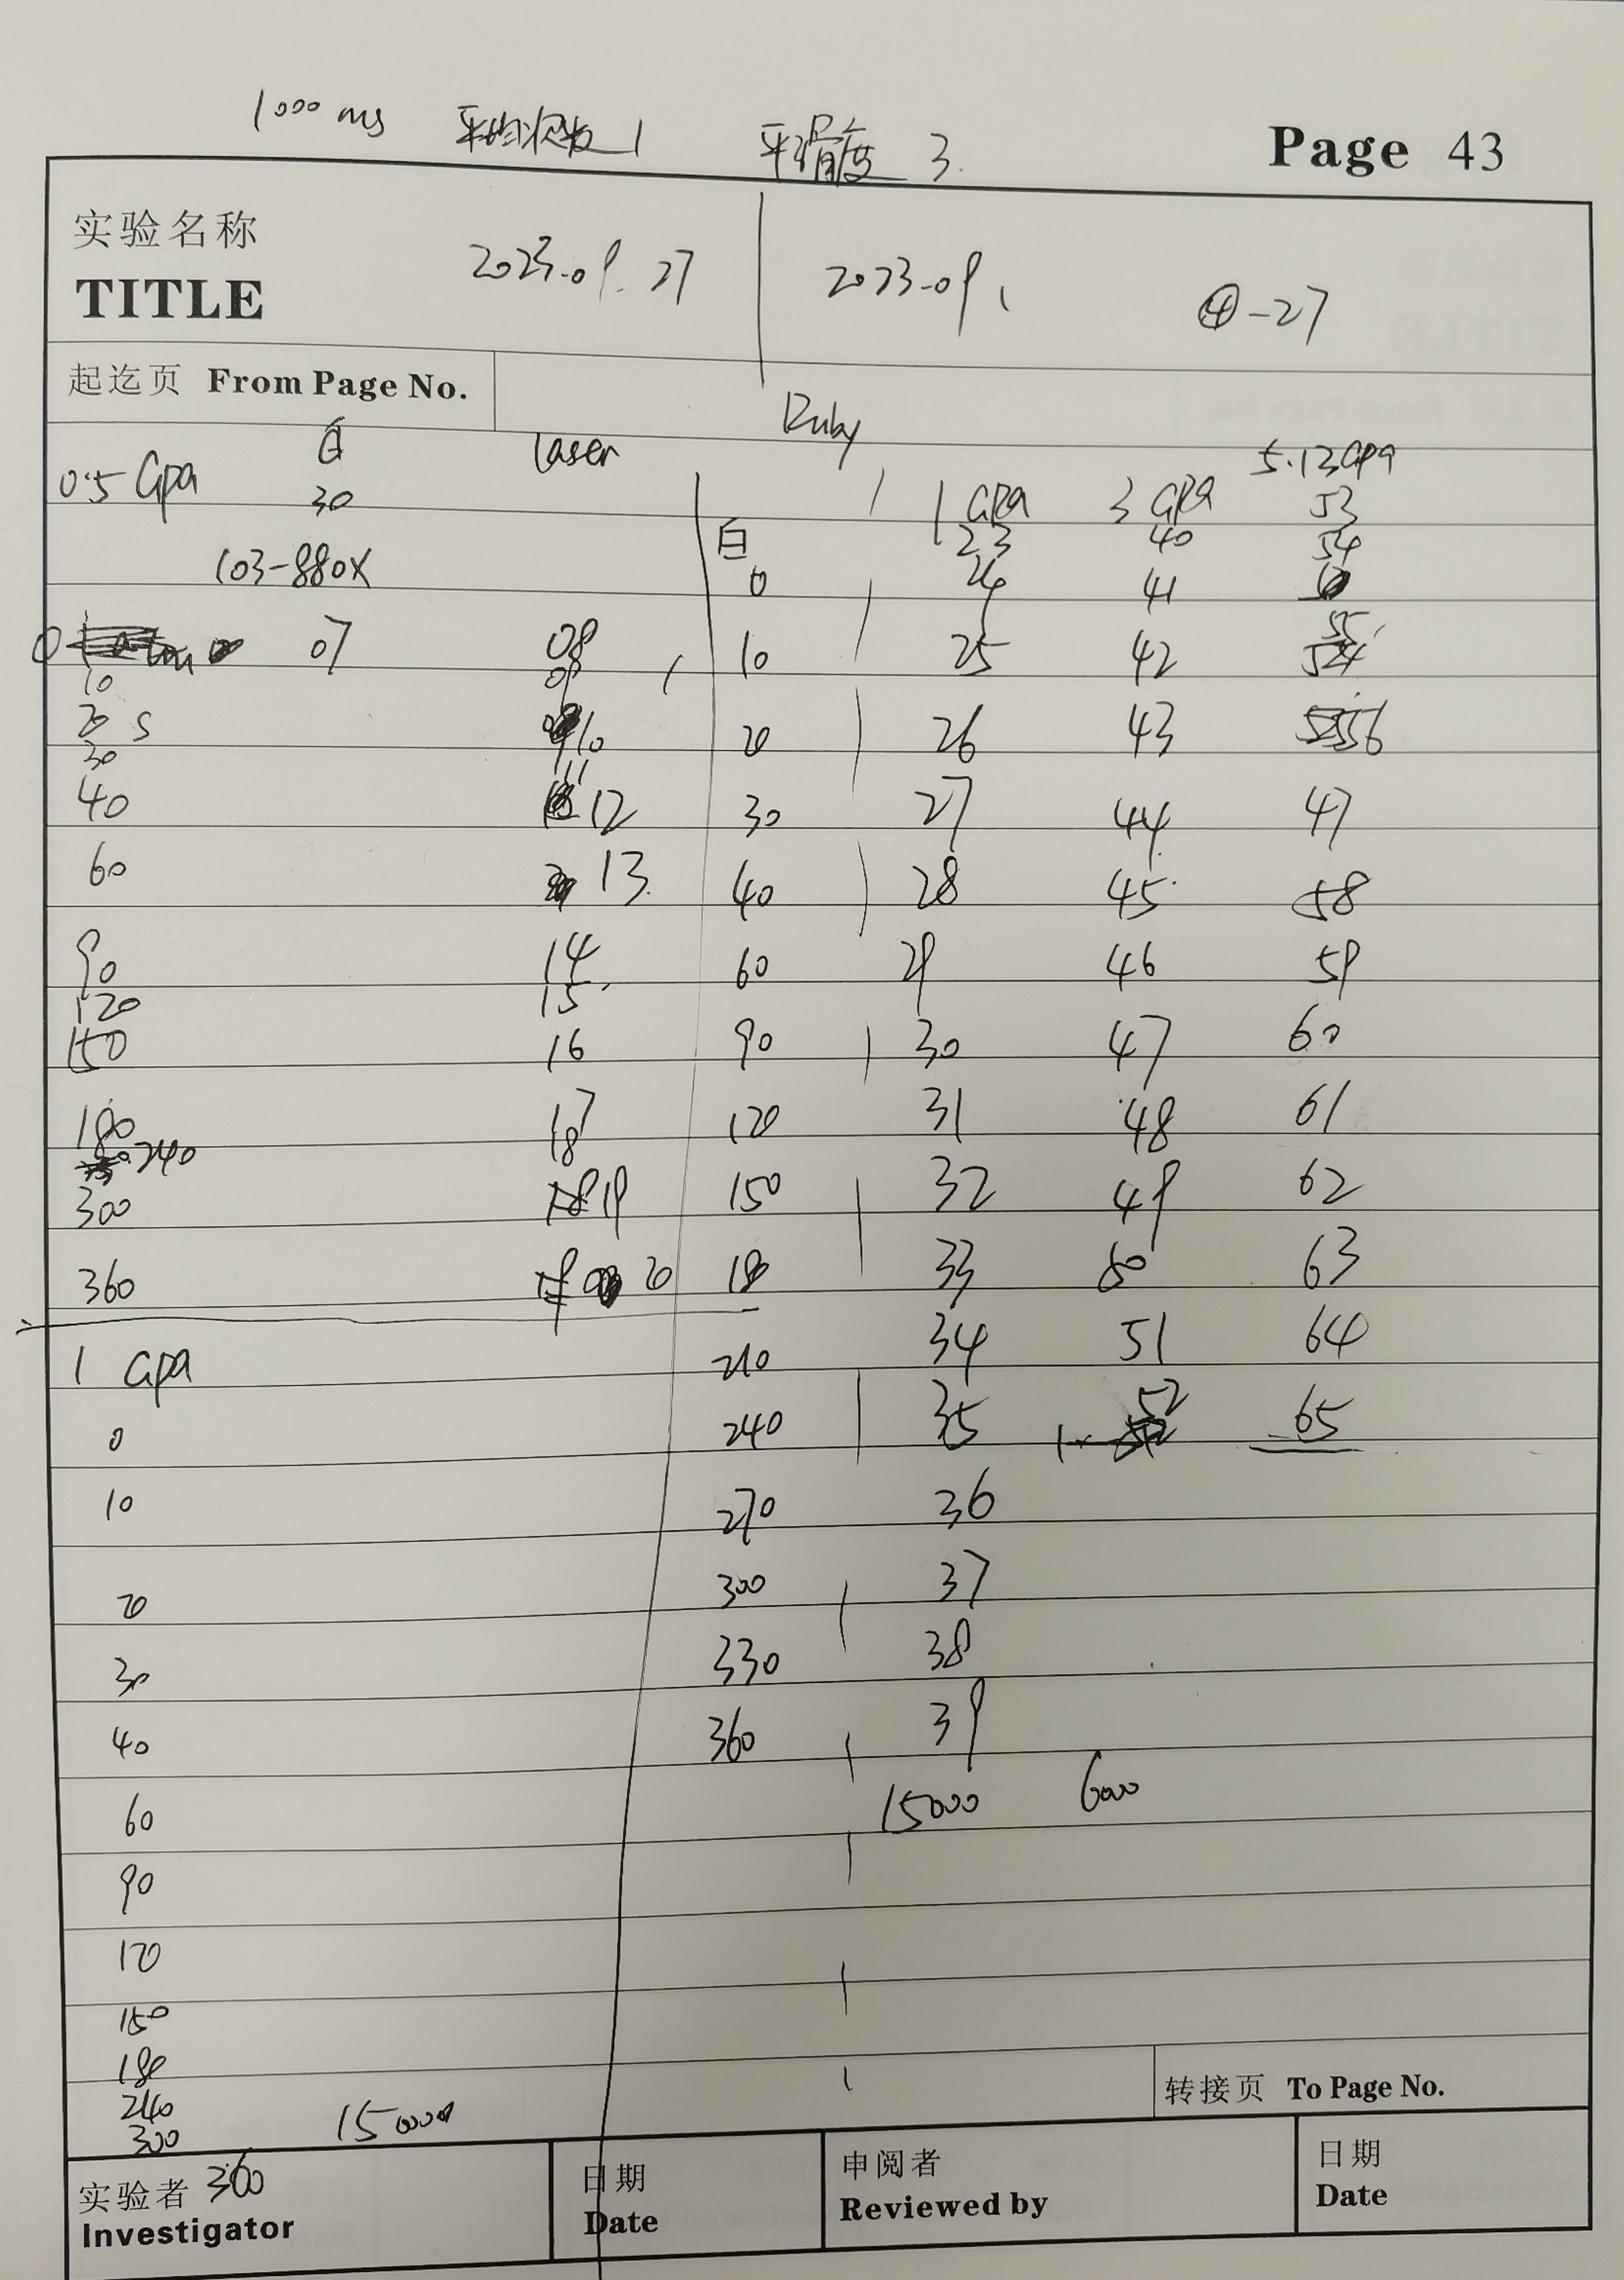 1000 ms 平均次数 1 平滑度 3.
Page 43
实验名称
TITLE
2023-09.27
2023-09.
④-27
起迄页 From Page No.
白 laser Ruby
0.5 Gpa 30
1 GPa 3 GPa 5.13 GPa
103-880X
白 23 40 53
0 24 41 54
0 07 08 10 25 42 55
10 09
20 s 10 20 26 43 56
30 11
40 12 30 27 44 47
60 13. 40 28 45 58
90 14 60 29 46 59
120 15
150 16 90 30 47 60
180 17 120 31 48 61
240 18
300 19 150 32 49 62
360 20 180 33 50 63
1 Gpa 210 34 51 64
0 240 35 52 65
10 270 36
20 300 37
30 330 38
40 360 39
60 15000 6000
90
120
150
180
240
300 150000
360
转接页 To Page No.
实验者
Investigator
日期
Date
申阅者
Reviewed by
日期
Date